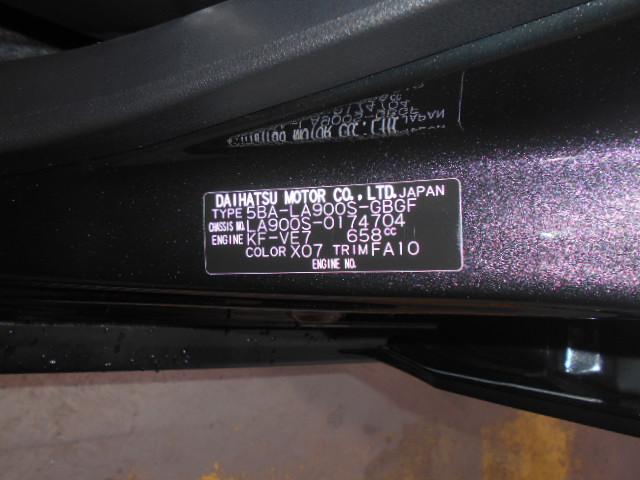 DAIHATSU MOTOR CO., LTD. JAPAN
TYPE 5BA-LA900S-GBGF
CHASSIS NO. LA900S-0174704
ENGINE KF-VE7 658cc
COLOR X07 TRIM FA10
ENGINE NO.